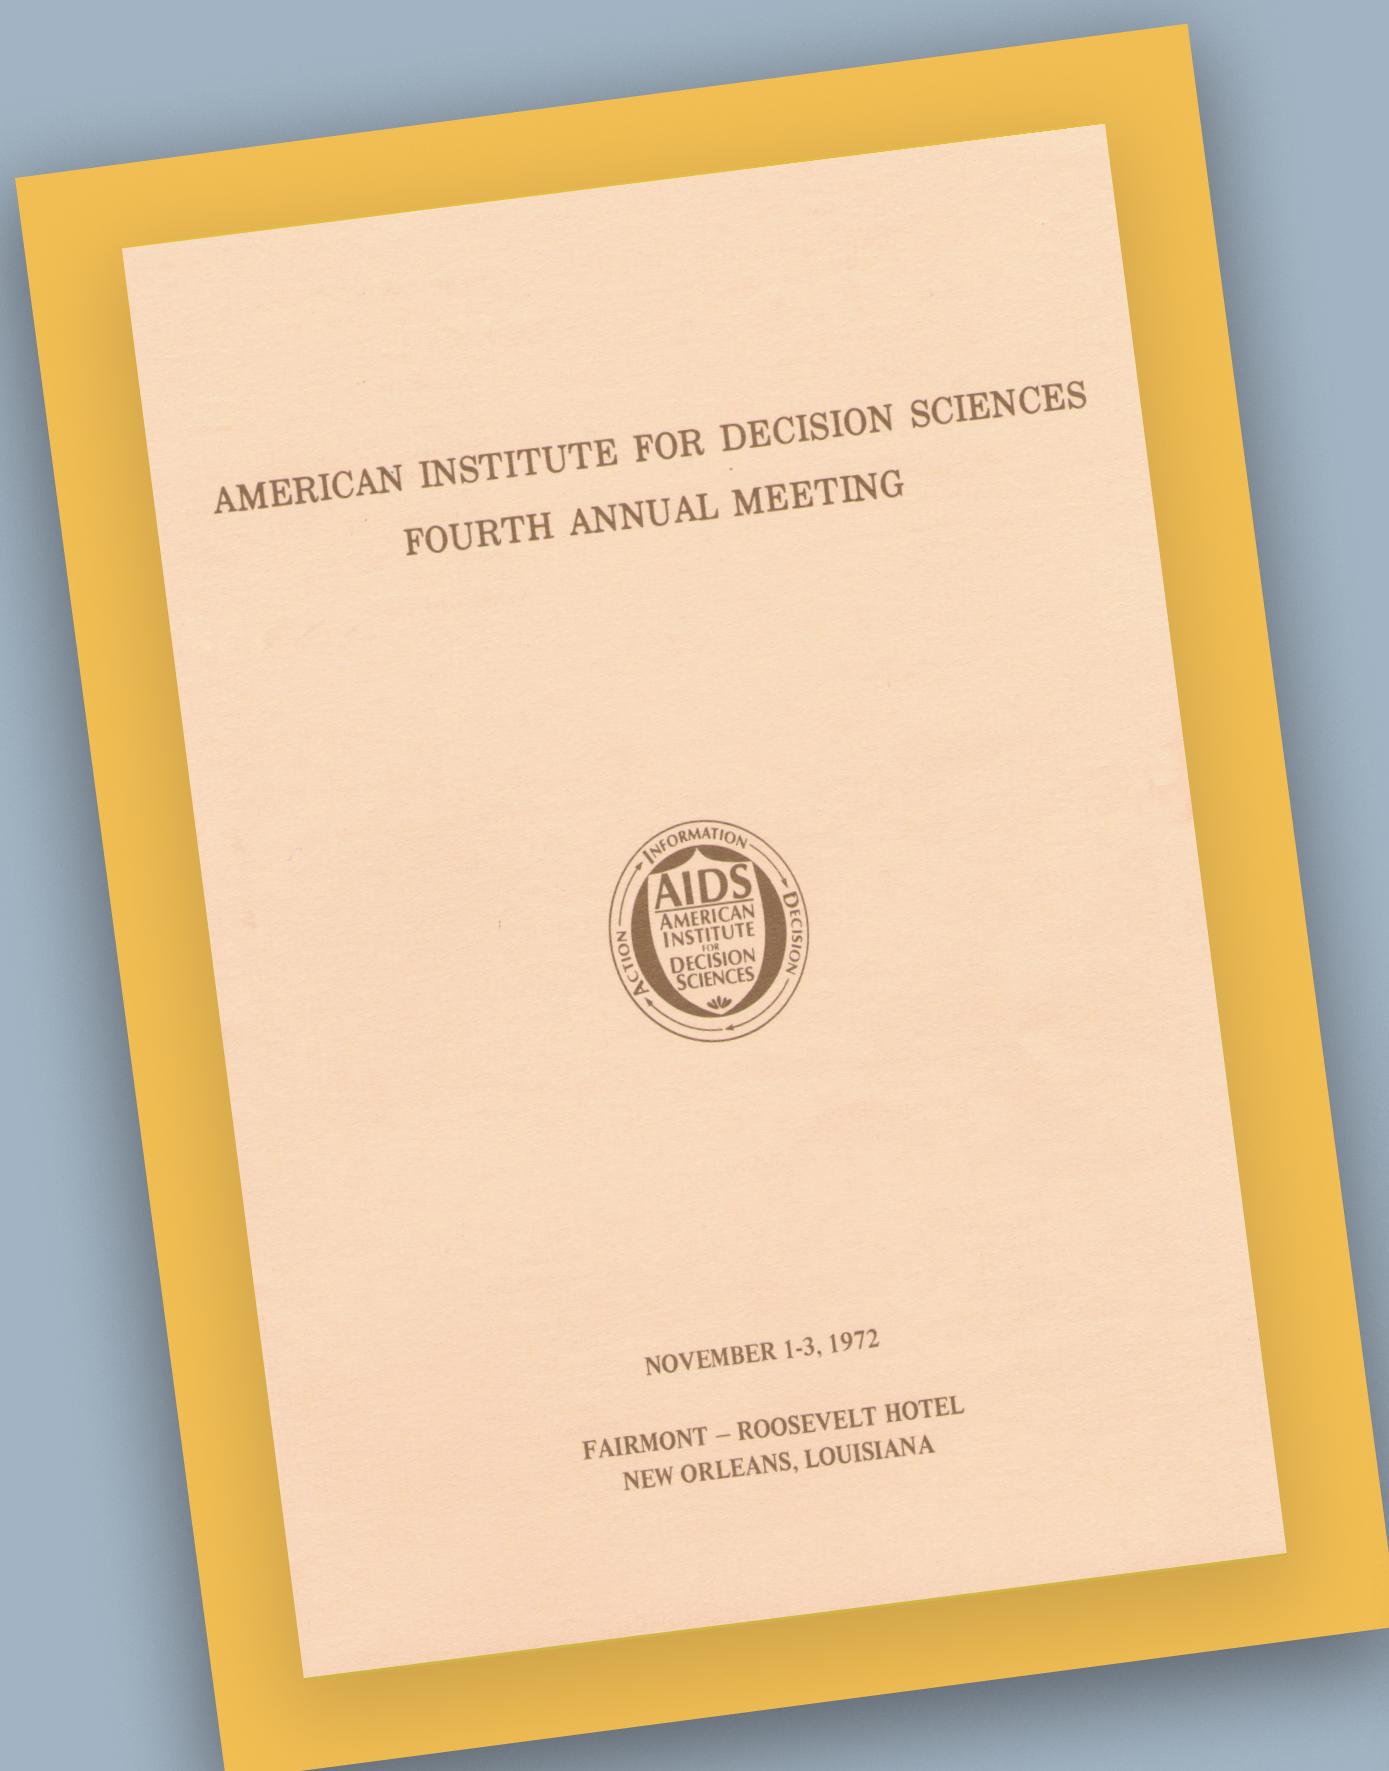 AMERICAN INSTITUTE FOR DECISION SCIENCES
FOURTH ANNUAL MEETING
INFORMATION
DECISION
ACTION
AIDS
AMERICAN
INSTITUTE
FOR
DECISION
SCIENCES
NOVEMBER 1-3, 1972
FAIRMONT – ROOSEVELT HOTEL
NEW ORLEANS, LOUISIANA